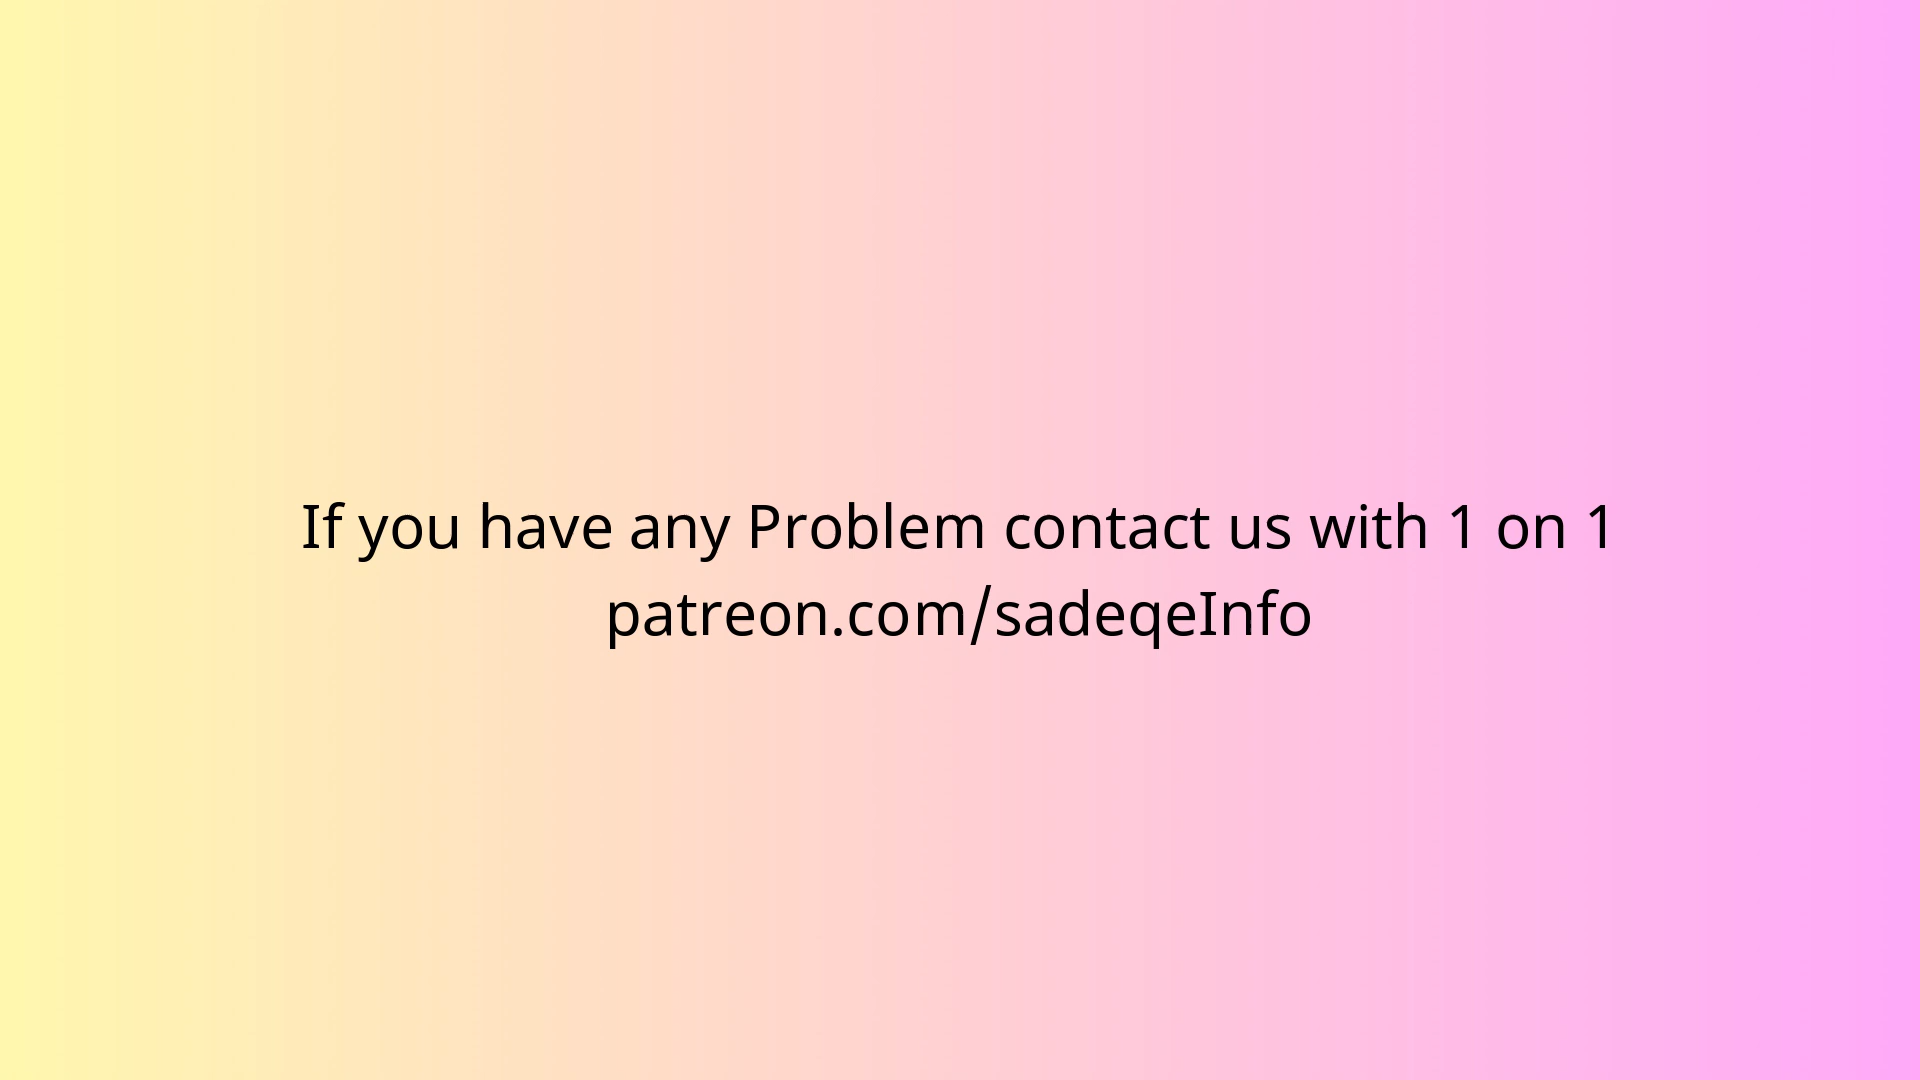 If you have any Problem contact us with 1 on 1
patreon.com/sadeqeInfo